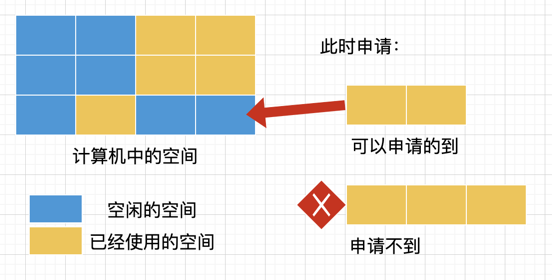 此时申请：
可以申请的到
计算机中的空间
空闲的空间
已经使用的空间
X
申请不到